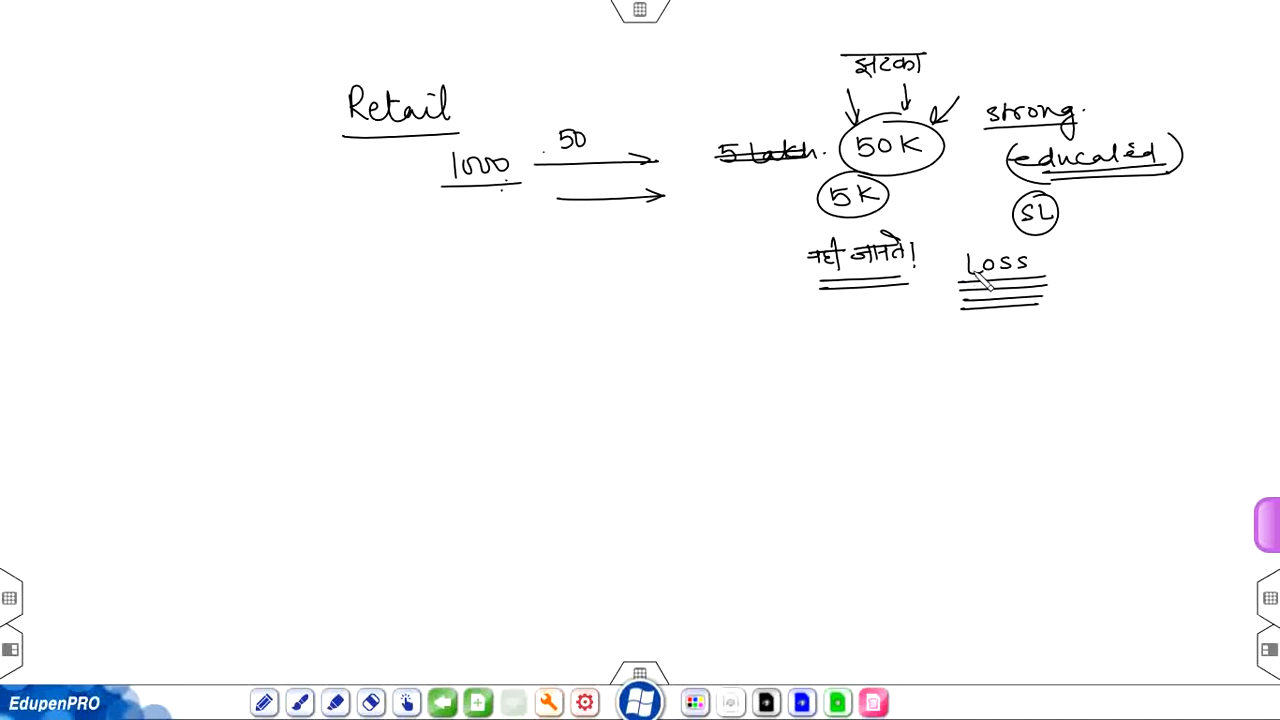 झटका
Retail
strong.
50
1000
5 Lakh.
50K
(educated)
5K
SL
नही जानते!
Loss
EdupenPRO